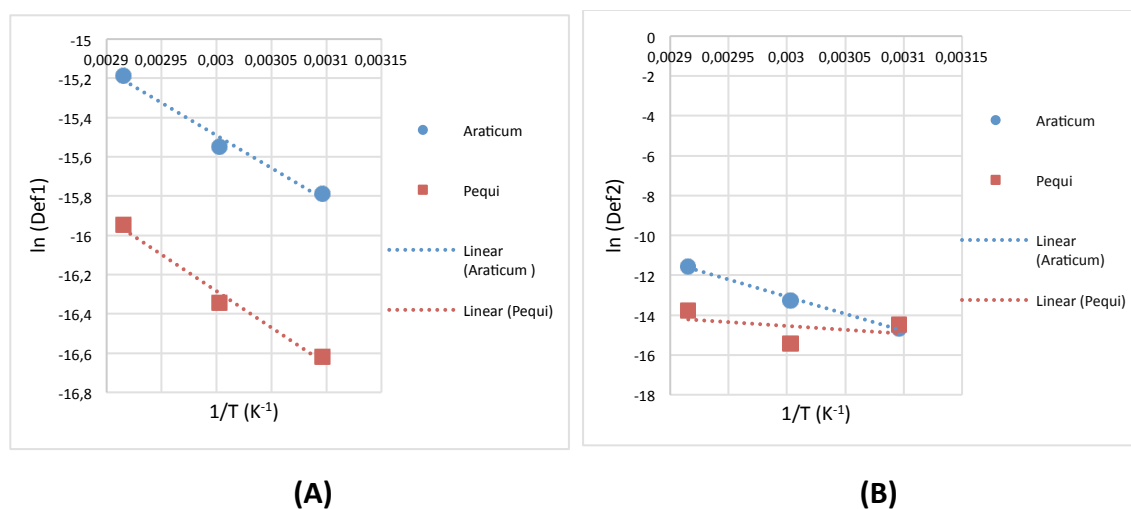 -15
0,0029 0,00295 0,003 0,00305 0,0031 0,00315
-15,2
-15,4
-15,6
-15,8
-16
-16,2
-16,4
-16,6
-16,8
ln (Def1)
1/T (K⁻¹)
Araticum
Pequi
Linear
(Araticum )
Linear (Pequi)
(A)
0
0,0029 0,00295 0,003 0,00305 0,0031 0,00315
-2
-4
-6
-8
-10
-12
-14
-16
-18
ln (Def2)
1/T (K⁻¹)
Araticum
Pequi
Linear
(Araticum)
Linear (Pequi)
(B)